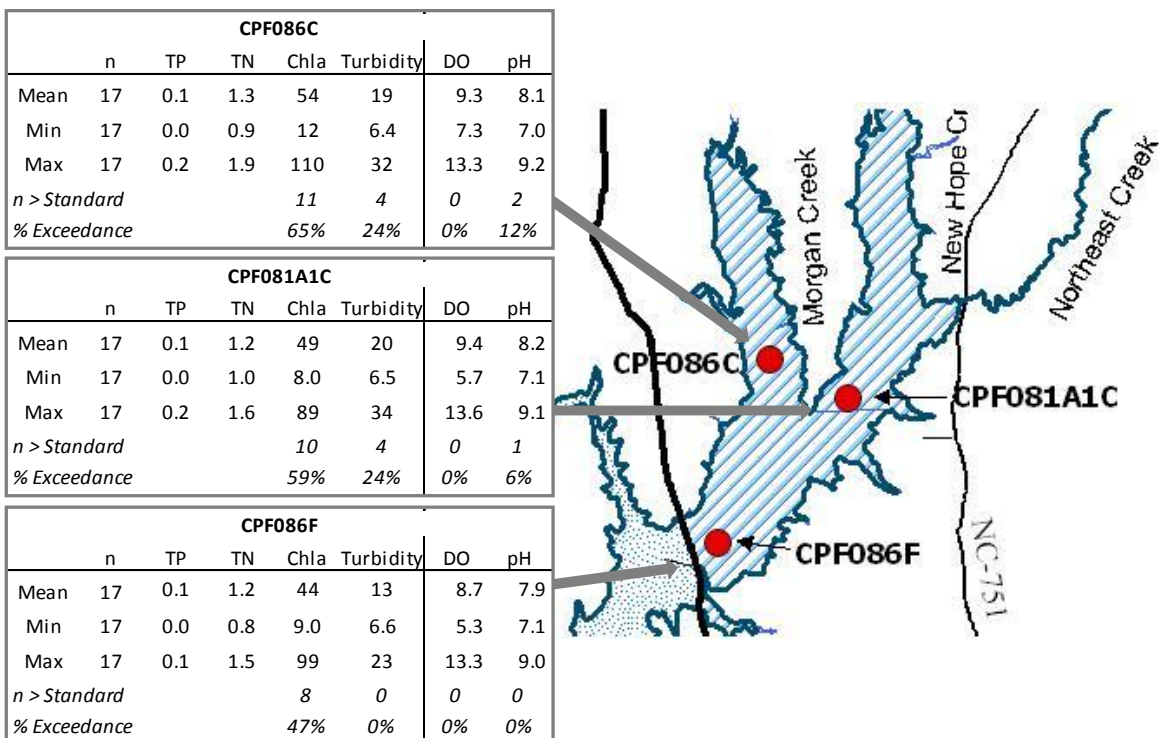 CPF086C
n TP TN Chla Turbidity DO pH
Mean 17 0.1 1.3 54 19 9.3 8.1
Min 17 0.0 0.9 12 6.4 7.3 7.0
Max 17 0.2 1.9 110 32 13.3 9.2
n > Standard 11 4 0 2
% Exceedance 65% 24% 0% 12%
CPF081A1C
n TP TN Chla Turbidity DO pH
Mean 17 0.1 1.2 49 20 9.4 8.2
Min 17 0.0 1.0 8.0 6.5 5.7 7.1
Max 17 0.2 1.6 89 34 13.6 9.1
n > Standard 10 4 0 1
% Exceedance 59% 24% 0% 6%
CPF086F
n TP TN Chla Turbidity DO pH
Mean 17 0.1 1.2 44 13 8.7 7.9
Min 17 0.0 0.8 9.0 6.6 5.3 7.1
Max 17 0.1 1.5 99 23 13.3 9.0
n > Standard 8 0 0 0
% Exceedance 47% 0% 0% 0%
Morgan Creek
New Hope Cr
Northeast Creek
CPF086C
CPF081A1C
CPF086F
NC-751